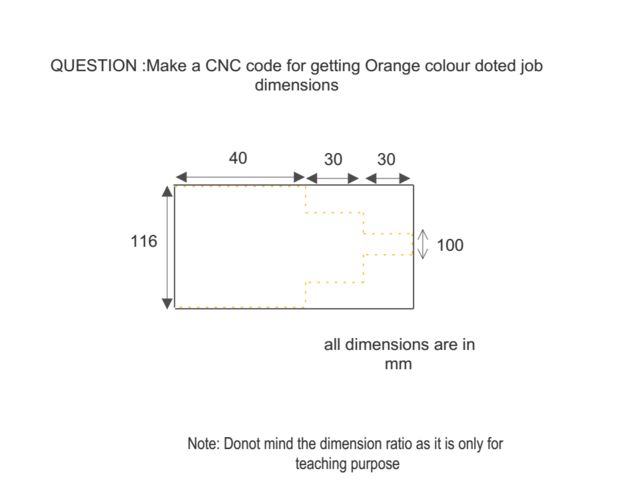 QUESTION :Make a CNC code for getting Orange colour doted job
dimensions
40
30
30
116
100
all dimensions are in
mm
Note: Donot mind the dimension ratio as it is only for
teaching purpose